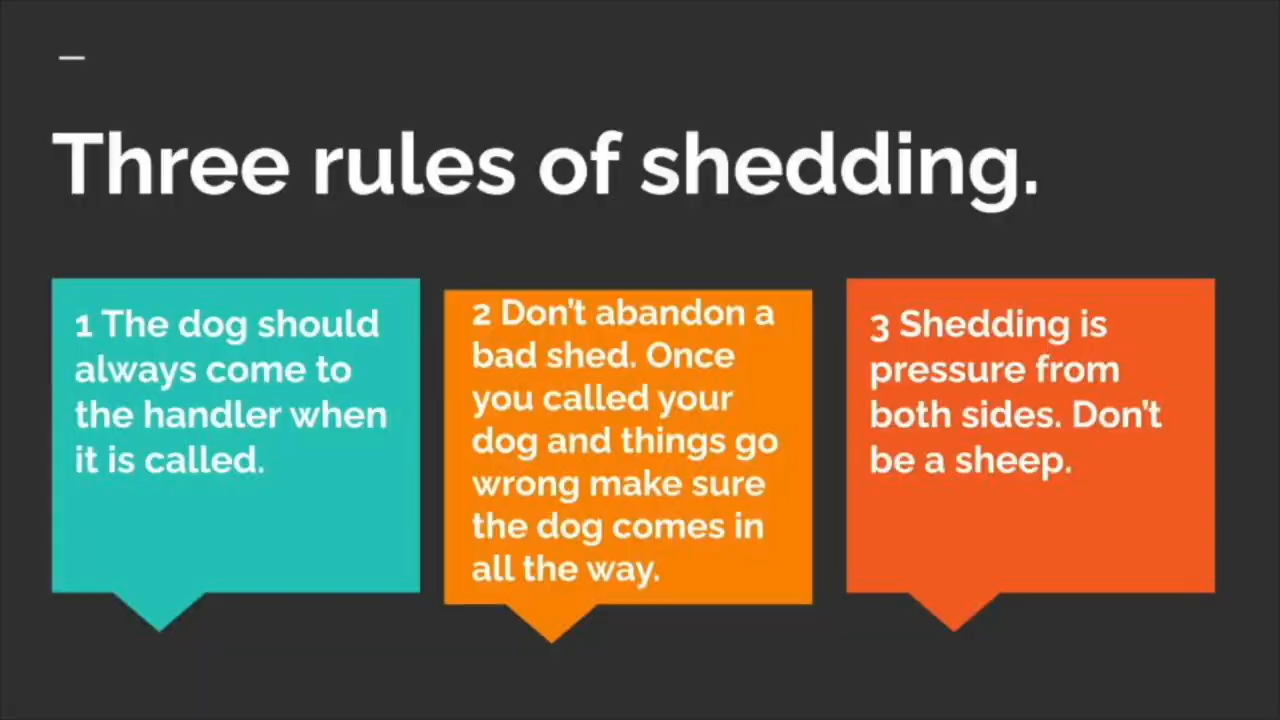 Three rules of shedding.
1 The dog should
always come to
the handler when
it is called.
2 Don't abandon a
bad shed. Once
you called your
dog and things go
wrong make sure
the dog comes in
all the way.
3 Shedding is
pressure from
both sides. Don't
be a sheep.